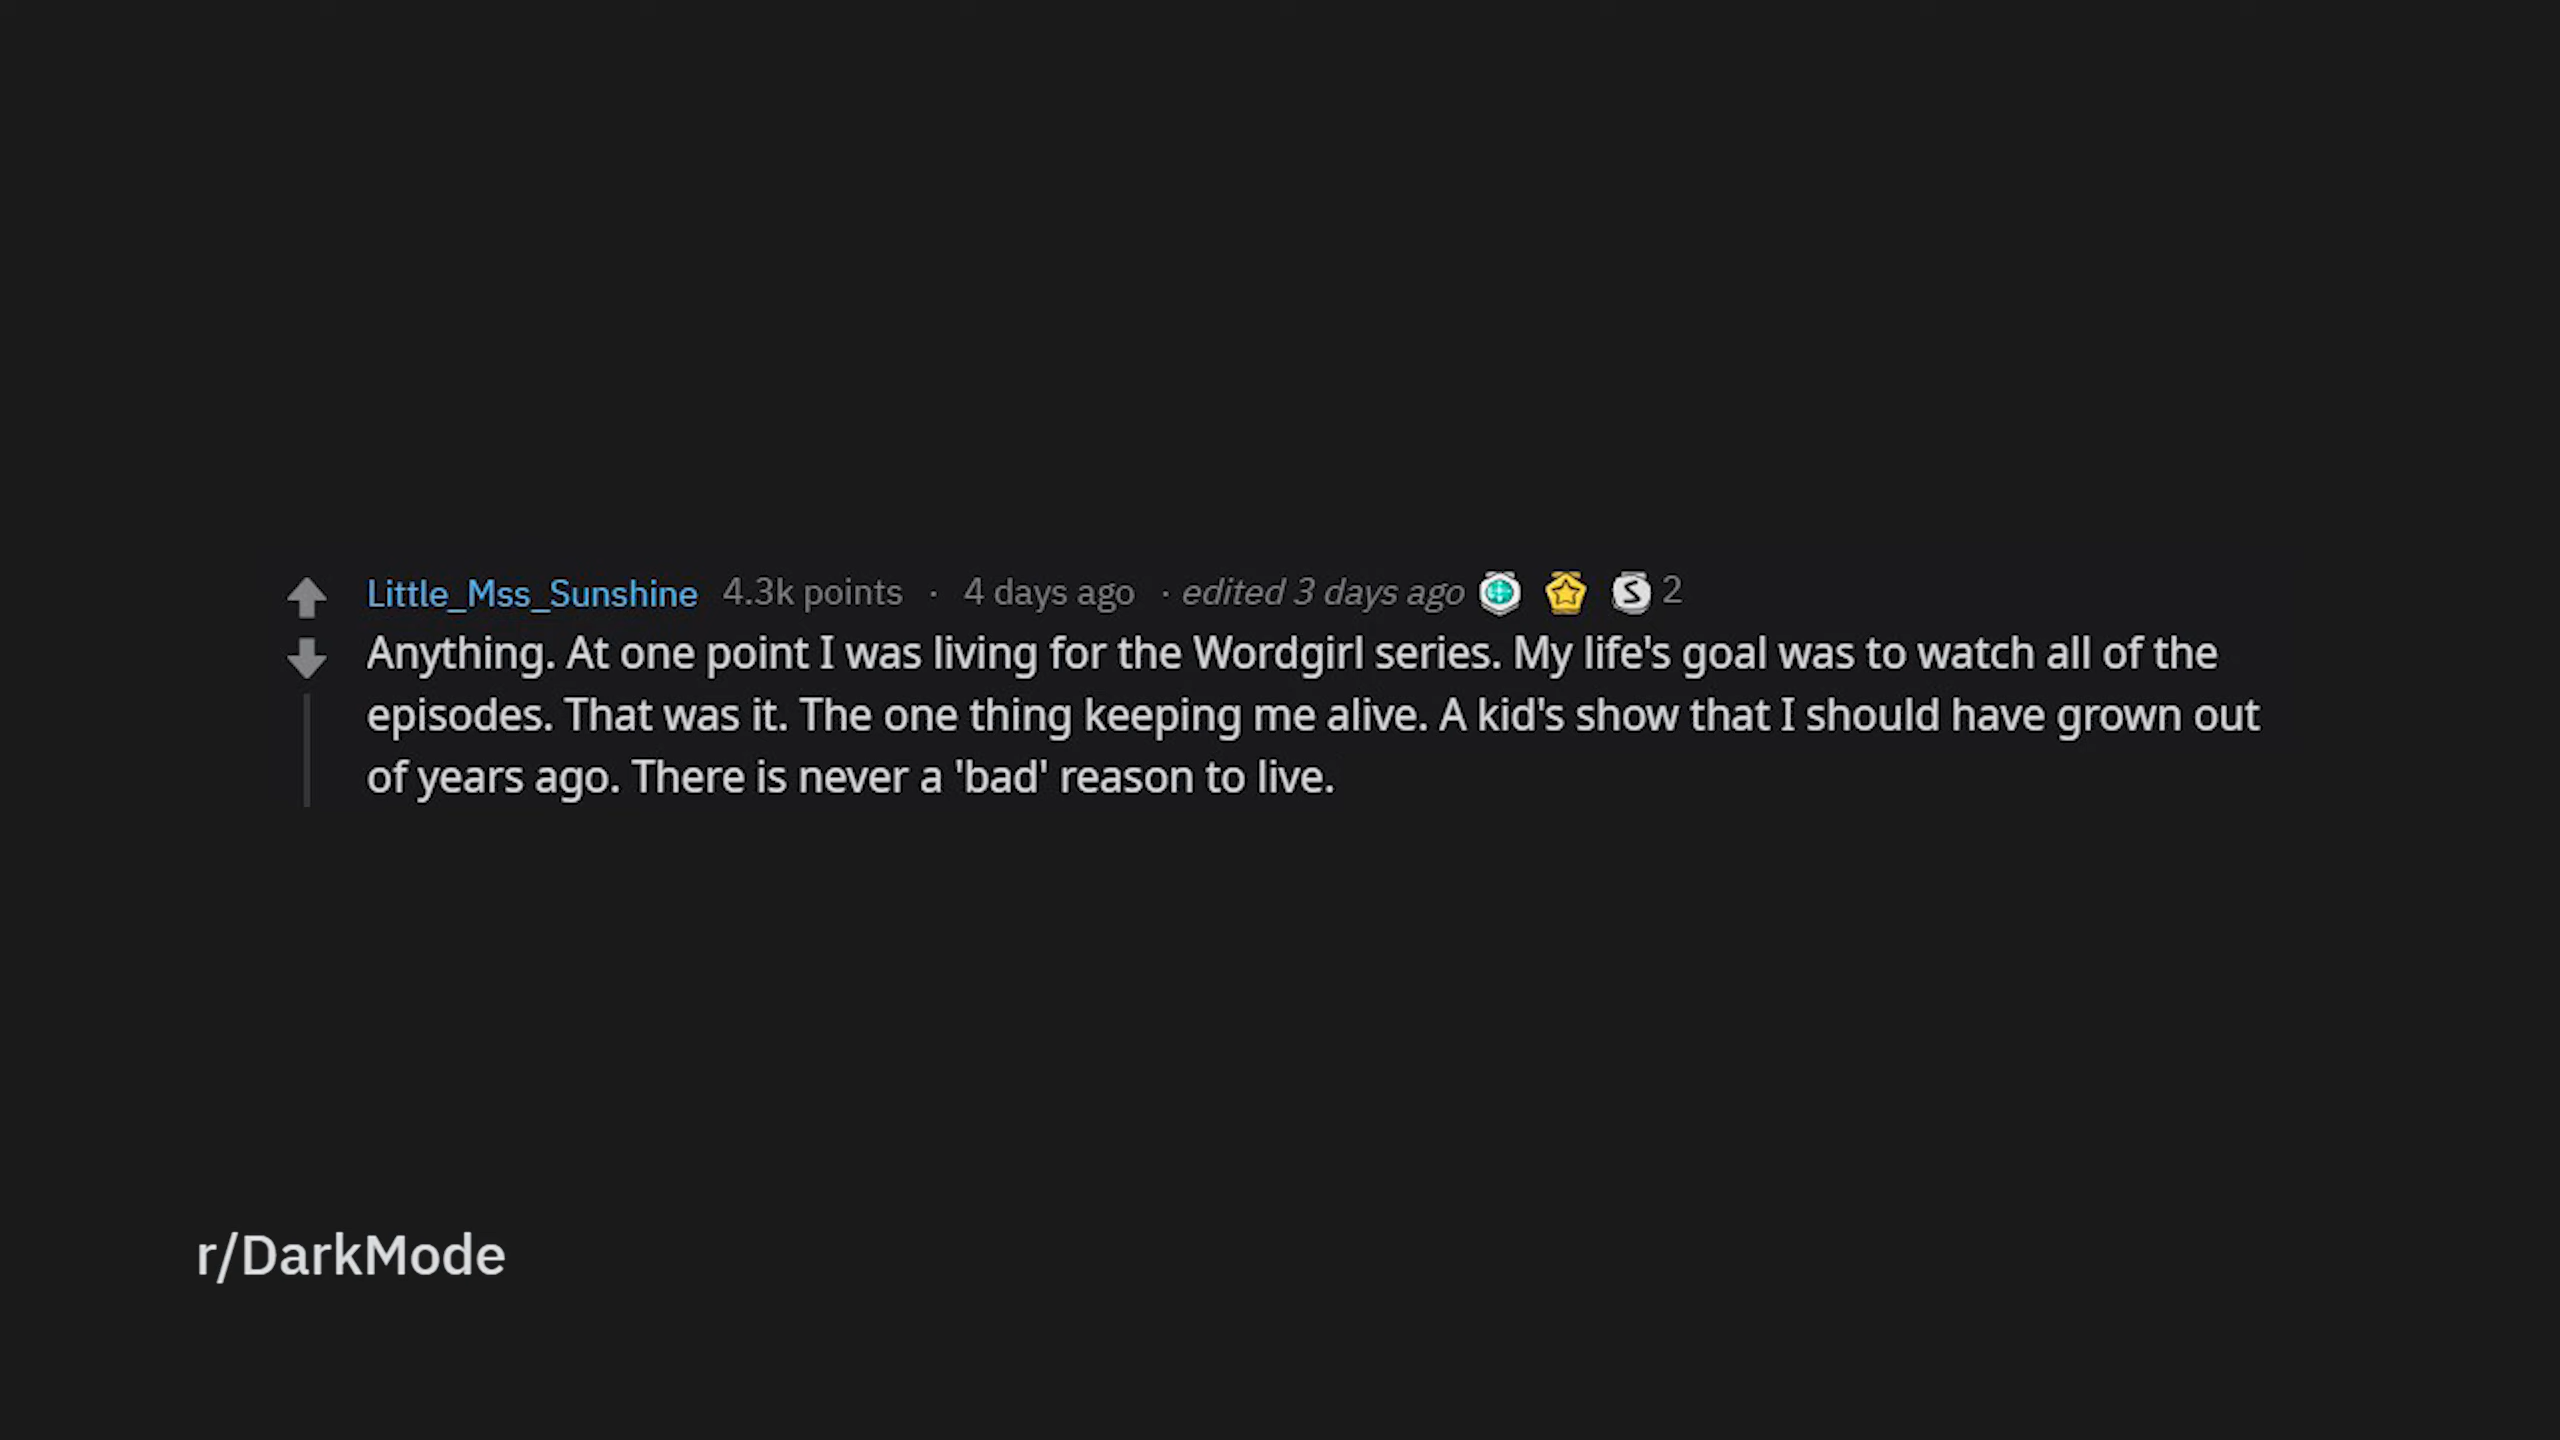 Little_Mss_Sunshine 4.3k points · 4 days ago · edited 3 days ago S 2
Anything. At one point I was living for the Wordgirl series. My life's goal was to watch all of the
episodes. That was it. The one thing keeping me alive. A kid's show that I should have grown out
of years ago. There is never a 'bad' reason to live.
r/DarkMode